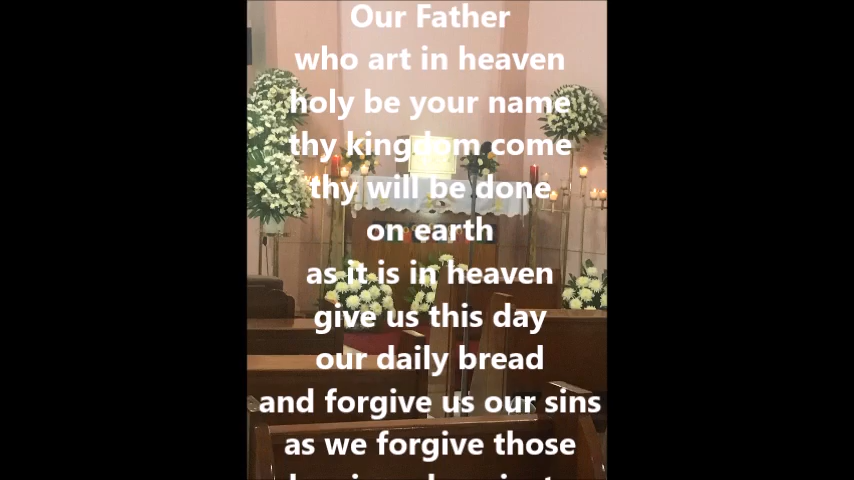 Our Father
who art in heaven
holy be your name
thy kingdom come
thy will be done
on earth
as it is in heaven
give us this day
our daily bread
and forgive us our sins
as we forgive those